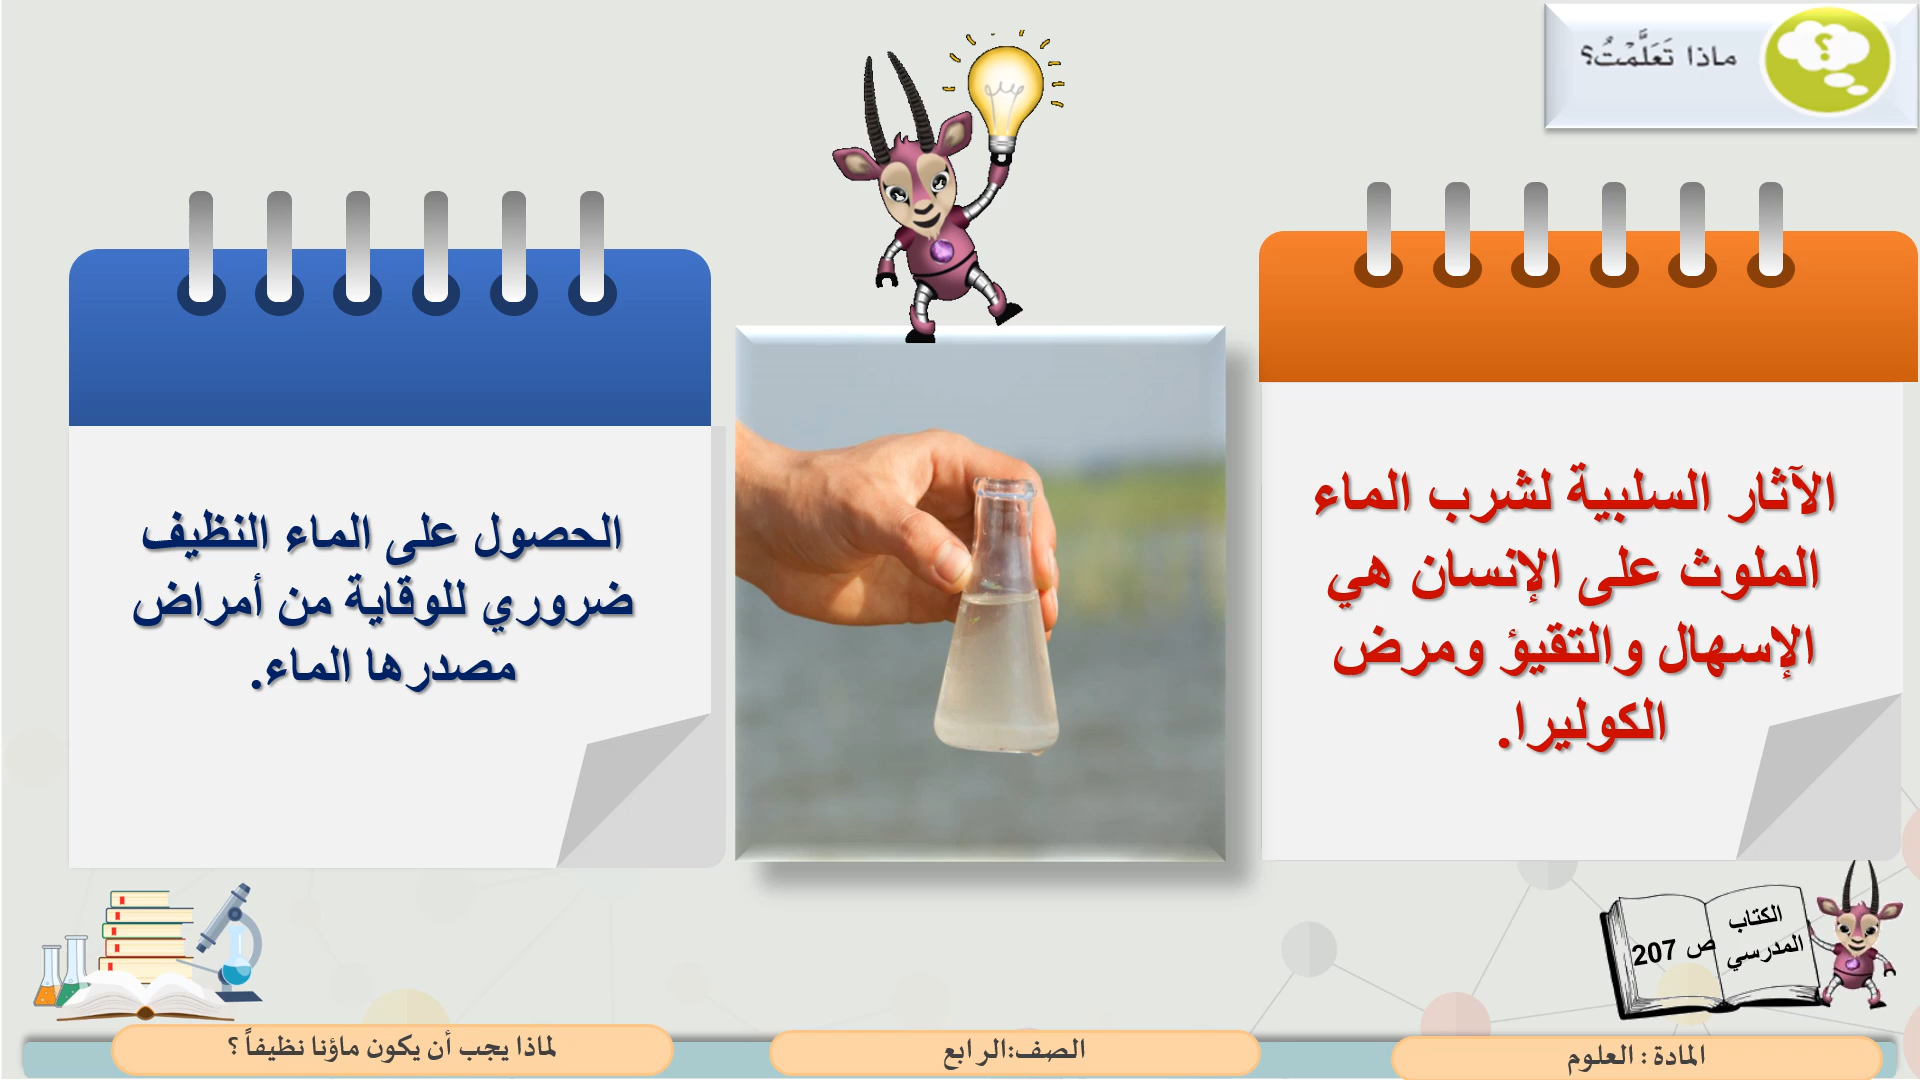 ماذا تَعَلَّمْتُ؟
الآثار السلبية لشرب الماء
الملوث على الإنسان هي
الإسهال والتقيؤ ومرض
الكوليرا.
الحصول على الماء النظيف
ضروري للوقاية من أمراض
مصدرها الماء.
الكتاب
المدرسي
ص 207
المادة : العلوم
الصف:الرابع
لماذا يجب أن يكون ماؤنا نظيفاً ؟